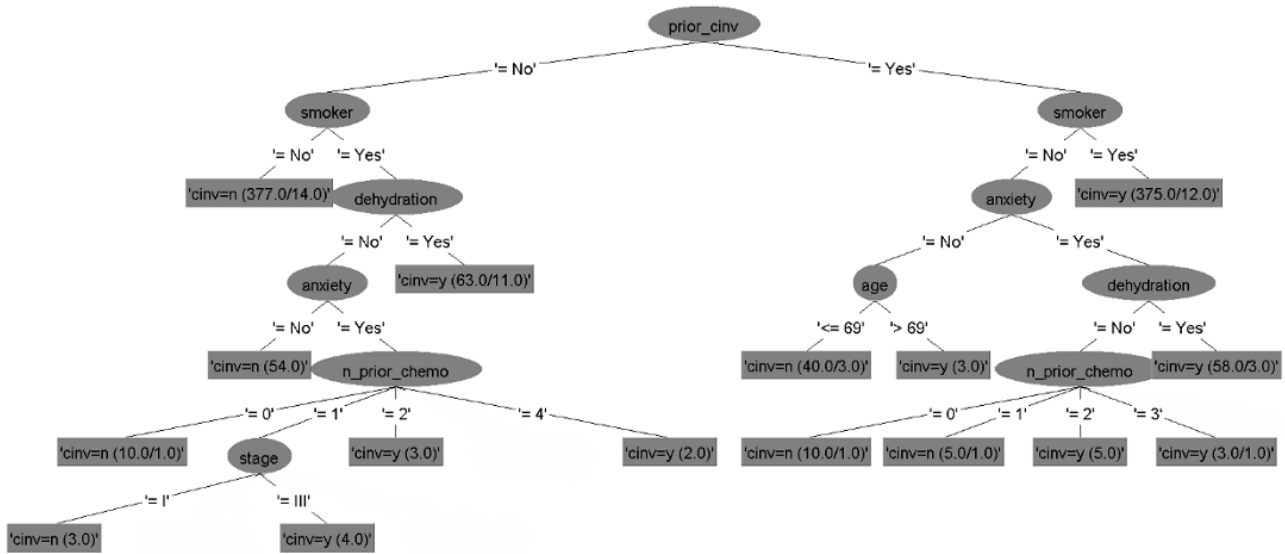 prior_cinv
'= No' '= Yes'
smoker smoker
'= No' '= Yes' '= No' '= Yes'
'cinv=n (377.0/14.0)' dehydration anxiety 'cinv=y (375.0/12.0)'
'= No' '= Yes' '= No' '= Yes'
anxiety 'cinv=y (63.0/11.0)' age dehydration
'= No' '= Yes' '<= 69' '> 69' '= No' '= Yes'
'cinv=n (54.0)' n_prior_chemo 'cinv=n (40.0/3.0)' 'cinv=y (3.0)' n_prior_chemo 'cinv=y (58.0/3.0)'
'= 0' '= 1' '= 2' '= 4' '= 0' '= 1' '= 2' '= 3'
'cinv=n (10.0/1.0)' stage 'cinv=y (3.0)' 'cinv=y (2.0)' 'cinv=n (10.0/1.0)' 'cinv=n (5.0/1.0)' 'cinv=y (5.0)' 'cinv=y (3.0/1.0)'
'= I' '= III'
'cinv=n (3.0)' 'cinv=y (4.0)'